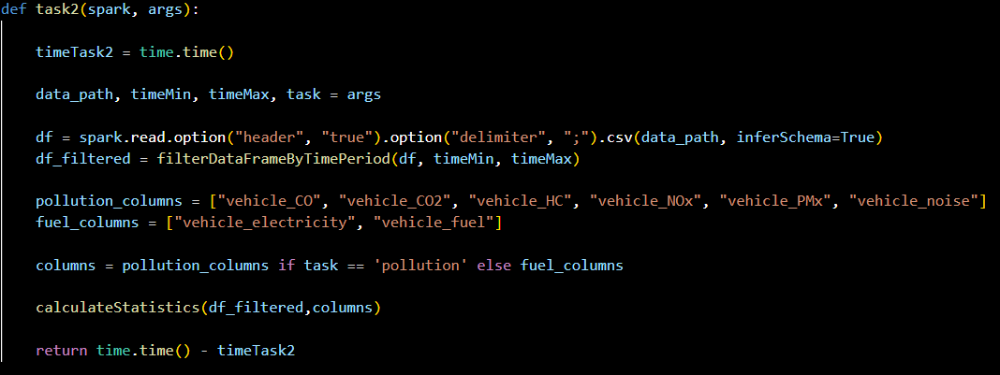 def task2(spark, args):
timeTask2 = time.time()
data_path, timeMin, timeMax, task = args
df = spark.read.option("header", "true").option("delimiter", ";").csv(data_path, inferSchema=True)
df_filtered = filterDataFrameByTimePeriod(df, timeMin, timeMax)
pollution_columns = ["vehicle_CO", "vehicle_CO2", "vehicle_HC", "vehicle_NOx", "vehicle_PMx", "vehicle_noise"]
fuel_columns = ["vehicle_electricity", "vehicle_fuel"]
columns = pollution_columns if task == 'pollution' else fuel_columns
calculateStatistics(df_filtered,columns)
return time.time() - timeTask2